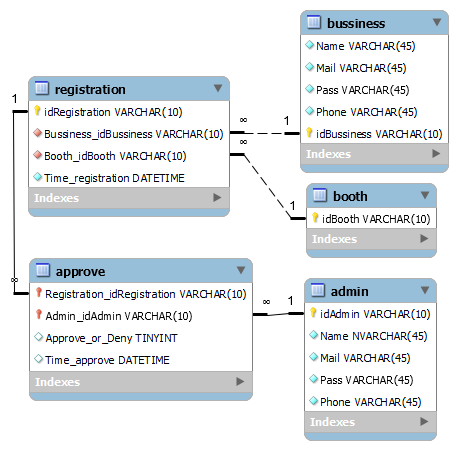 bussiness
Name VARCHAR(45)
Mail VARCHAR(45)
Pass VARCHAR(45)
Phone VARCHAR(45)
idBussiness VARCHAR(10)
Indexes
registration
idRegistration VARCHAR(10)
Bussiness_idBussiness VARCHAR(10)
Booth_idBooth VARCHAR(10)
Time_registration DATETIME
Indexes
1
∞
1
∞
1
booth
idBooth VARCHAR(10)
Indexes
approve
Registration_idRegistration VARCHAR(10)
Admin_idAdmin VARCHAR(10)
Approve_or_Deny TINYINT
Time_approve DATETIME
Indexes
∞
∞
1
admin
idAdmin VARCHAR(10)
Name NVARCHAR(45)
Mail VARCHAR(45)
Pass VARCHAR(45)
Phone VARCHAR(45)
Indexes